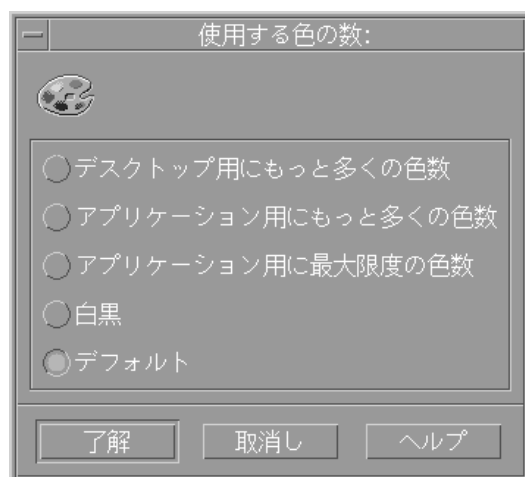 使用する色の数:
デスクトップ用にもっと多くの色数
アプリケーション用にもっと多くの色数
アプリケーション用に最大限度の色数
白黒
デフォルト
了解 取消し ヘルプ